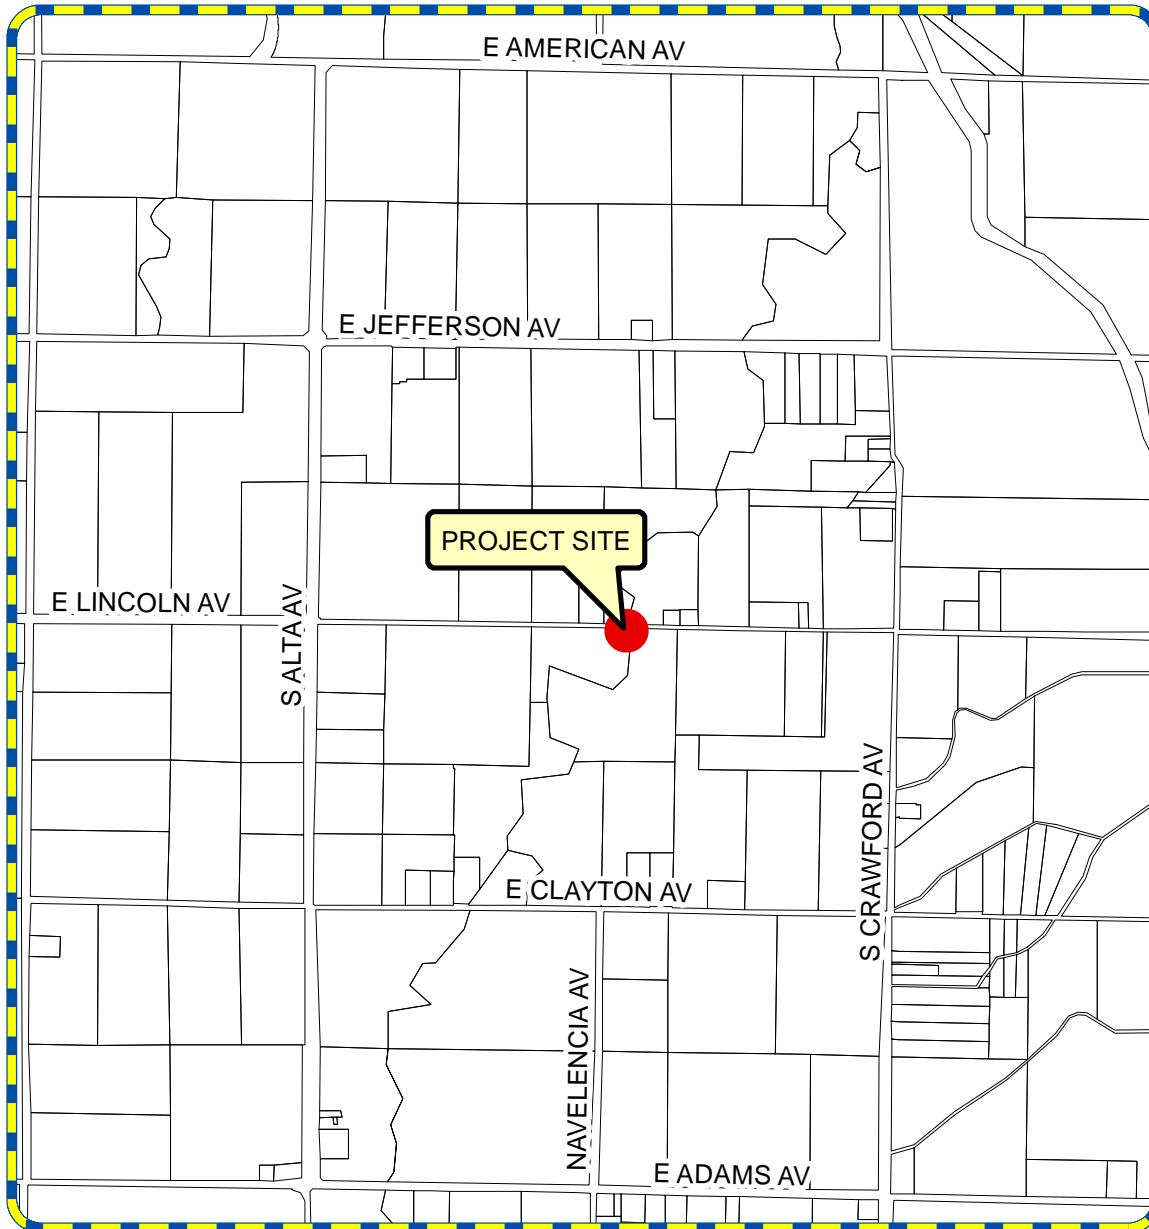 E AMERICAN AV
E JEFFERSON AV
PROJECT SITE
E LINCOLN AV
S ALTA AV
S CRAWFORD AV
E CLAYTON AV
NAVELENCIA AV
E ADAMS AV